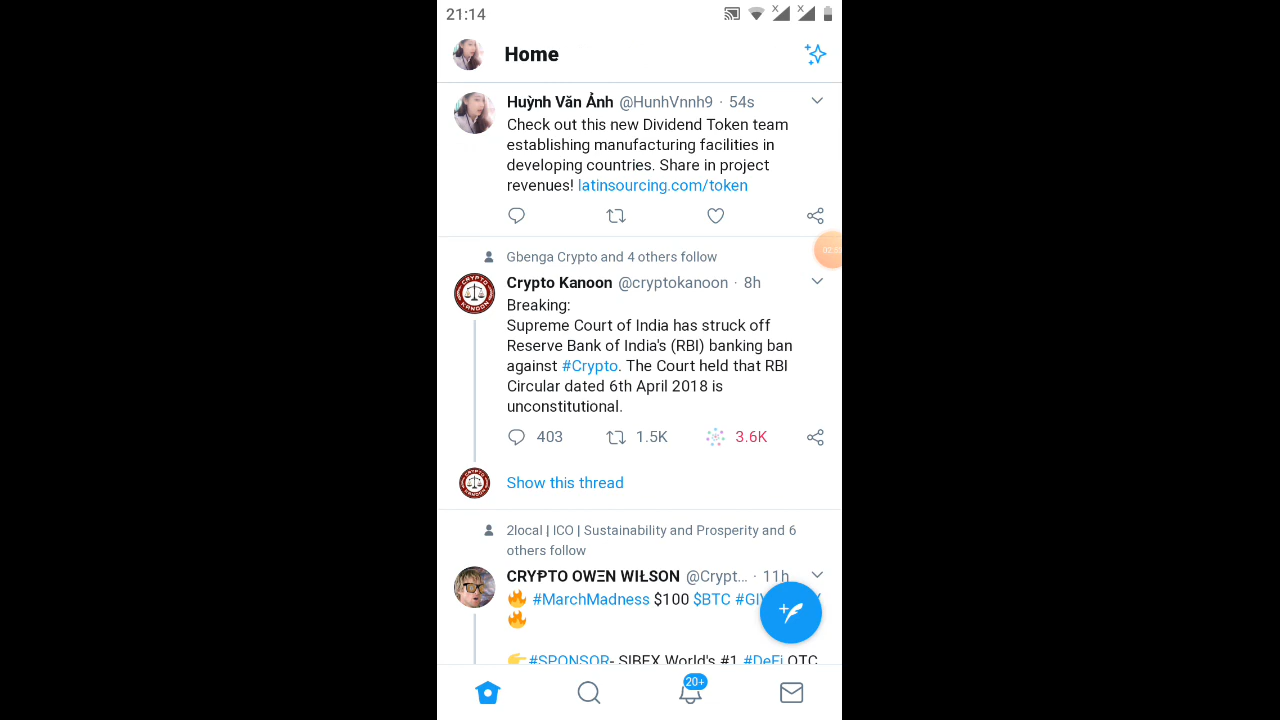 21:14
Home
Huỳnh Văn Ảnh @HunhVnnh9 · 54s
Check out this new Dividend Token team
establishing manufacturing facilities in
developing countries. Share in project
revenues! latinsourcing.com/token
Gbenga Crypto and 4 others follow
Crypto Kanoon @cryptokanoon · 8h
Breaking:
Supreme Court of India has struck off
Reserve Bank of India's (RBI) banking ban
against #Crypto. The Court held that RBI
Circular dated 6th April 2018 is
unconstitutional.
403 1.5K 3.6K
Show this thread
2local | ICO | Sustainability and Prosperity and 6
others follow
CRYPTO OWΞN WIŁSON @Crypt... · 11h
#MarchMadness $100 $BTC
#SPONSOR- SIBEX World's #1 #DeFi OTC
20+